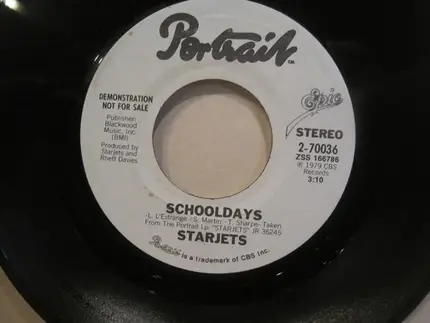 Portrait™
DEMONSTRATION
NOT FOR SALE
Epic
Publisher:
Blackwood
Music, Inc.
(BMI)
Produced by
Starjets and
Rheff Davies
STEREO
2-70036
ZSS 166786
℗ 1979 CBS
Records
3:10
SCHOOLDAYS
-L. L'Estrange -S. Martin -T. Sharpe- Taken
From The Portrait Lp "STARJETS" JR 36245
STARJETS
Portrait is a trademark of CBS Inc.